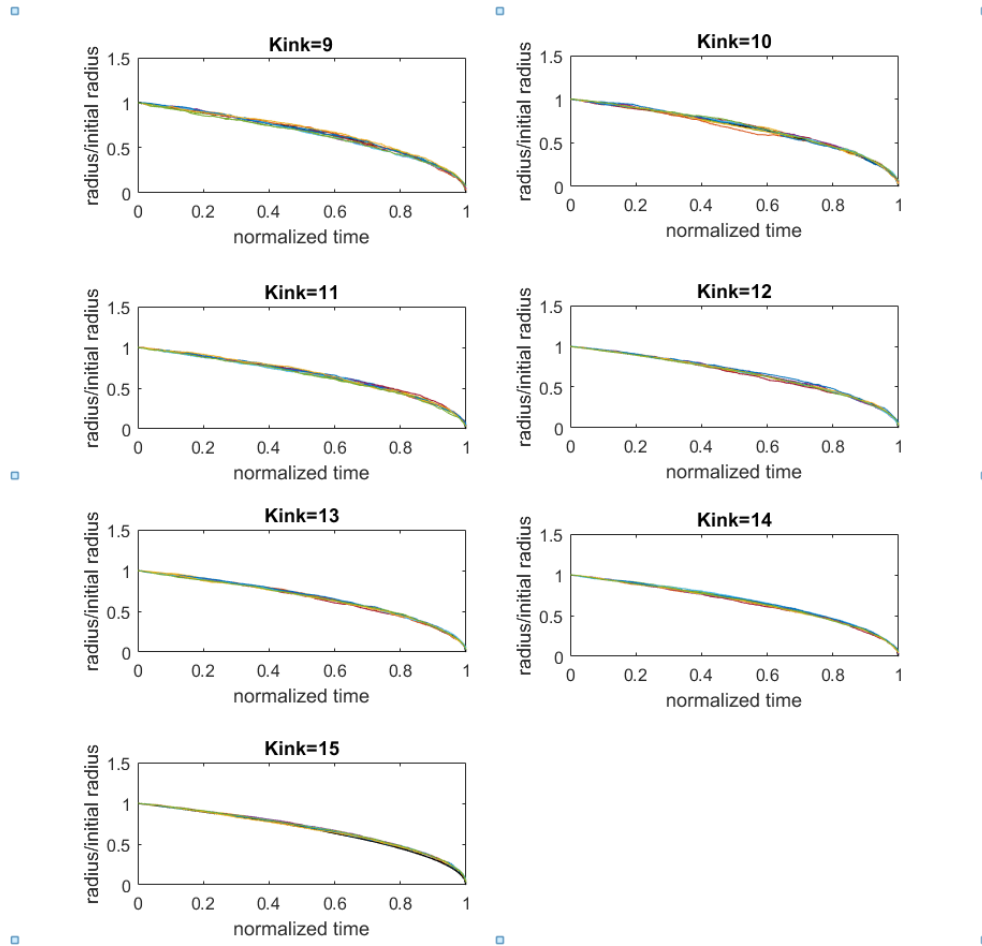 Kink=9
radius/initial radius
1.5
1
0.5
0
0 0.2 0.4 0.6 0.8 1
normalized time
Kink=10
radius/initial radius
1.5
1
0.5
0
0 0.2 0.4 0.6 0.8 1
normalized time
Kink=11
radius/initial radius
1.5
1
0.5
0
0 0.2 0.4 0.6 0.8 1
normalized time
Kink=12
radius/initial radius
1.5
1
0.5
0
0 0.2 0.4 0.6 0.8 1
normalized time
Kink=13
radius/initial radius
1.5
1
0.5
0
0 0.2 0.4 0.6 0.8 1
normalized time
Kink=14
radius/initial radius
1.5
1
0.5
0
0 0.2 0.4 0.6 0.8 1
normalized time
Kink=15
radius/initial radius
1.5
1
0.5
0
0 0.2 0.4 0.6 0.8 1
normalized time